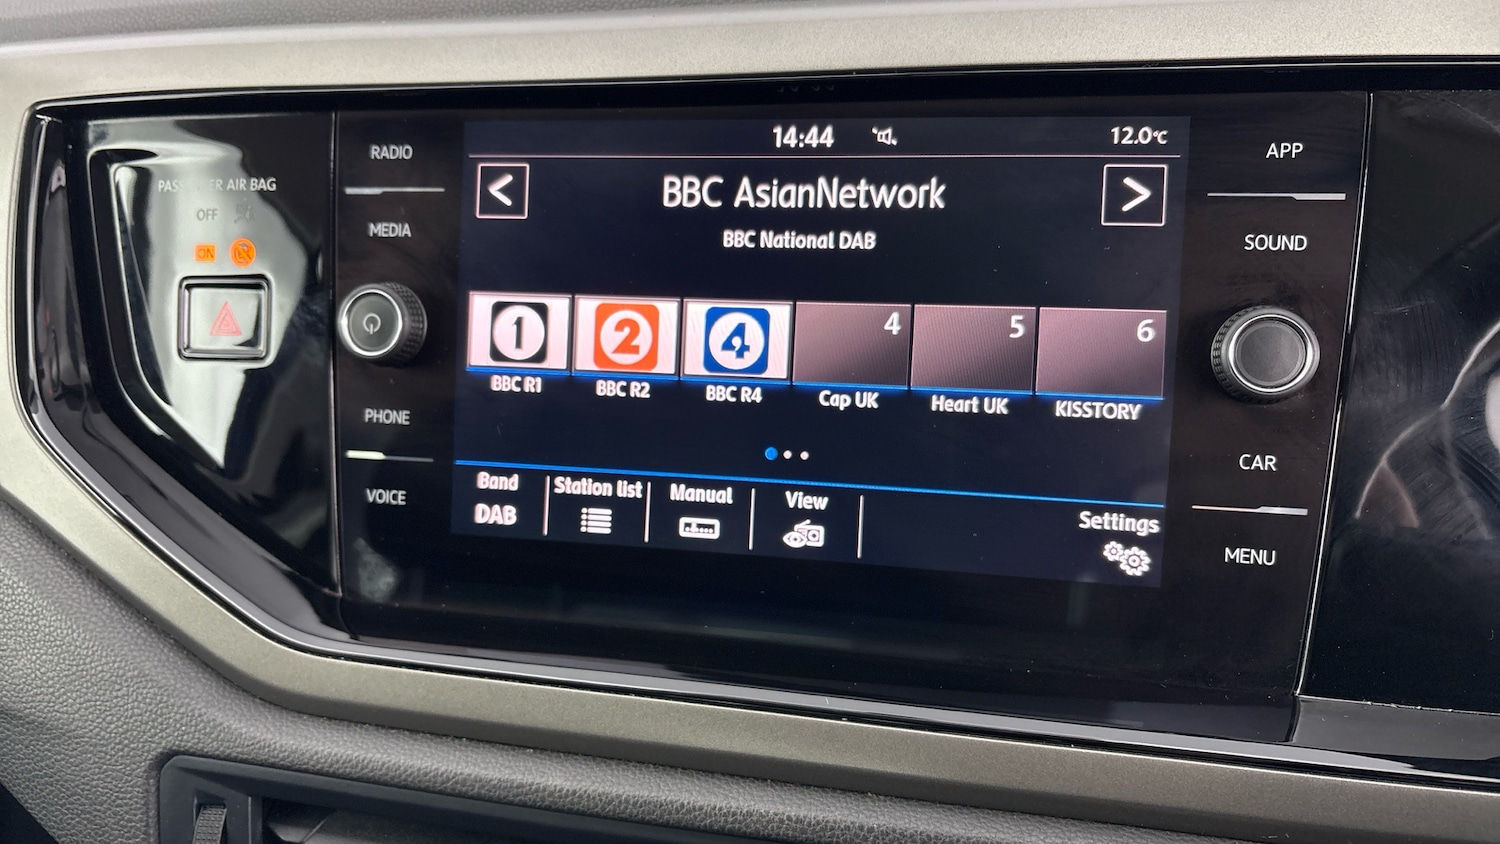 PASSENGER AIR BAG
OFF
ON
RADIO
MEDIA
PHONE
VOICE
14:44
12.0°C
<
BBC AsianNetwork
>
BBC National DAB
1
2
4
4
5
6
BBC R1
BBC R2
BBC R4
Cap UK
Heart UK
KISSTORY
Band
DAB
Station list
Manual
View
Settings
APP
SOUND
CAR
MENU